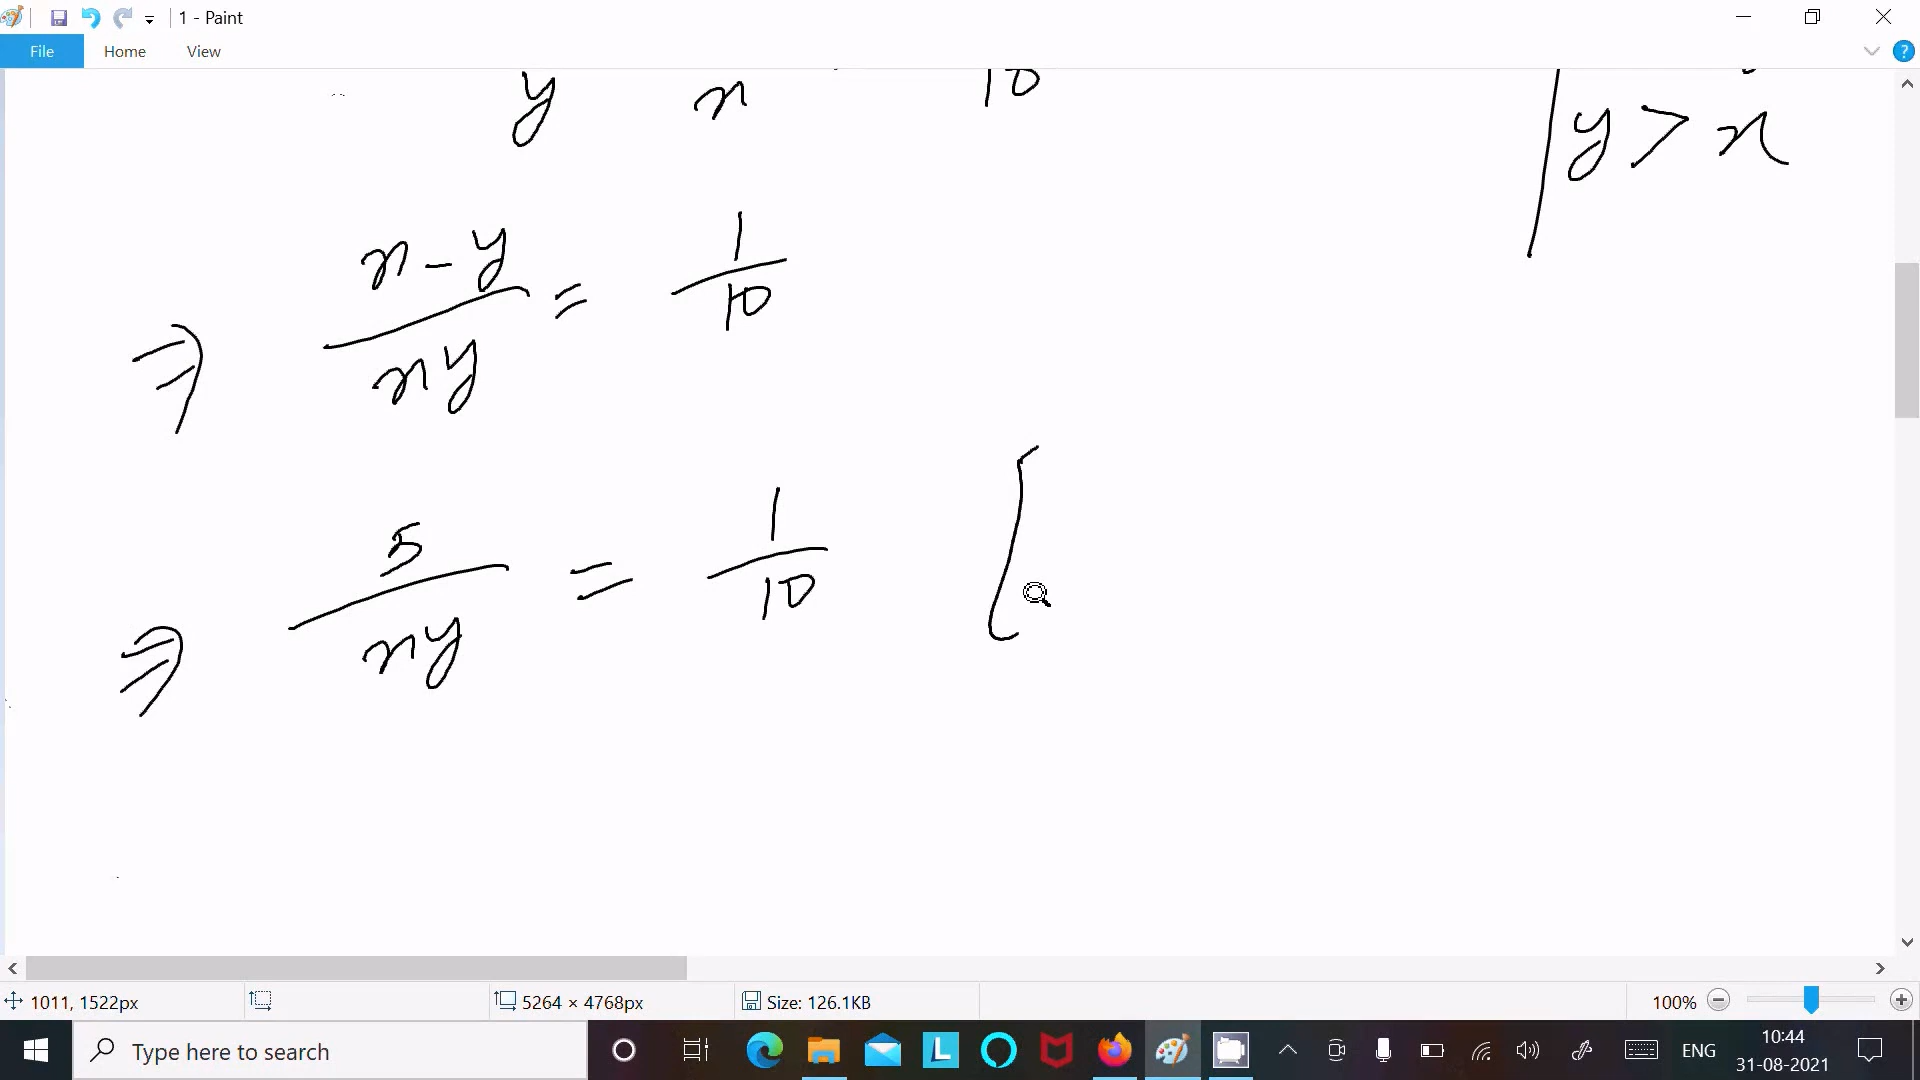 1 - Paint
File Home View
y x 10
y > x
⇒ x - y / xy = 1 / 10
⇒ 5 / xy = 1 / 10 [
1011, 1522px
5264 × 4768px
Size: 126.1KB
100%
Type here to search
L
ENG
10:44
31-08-2021